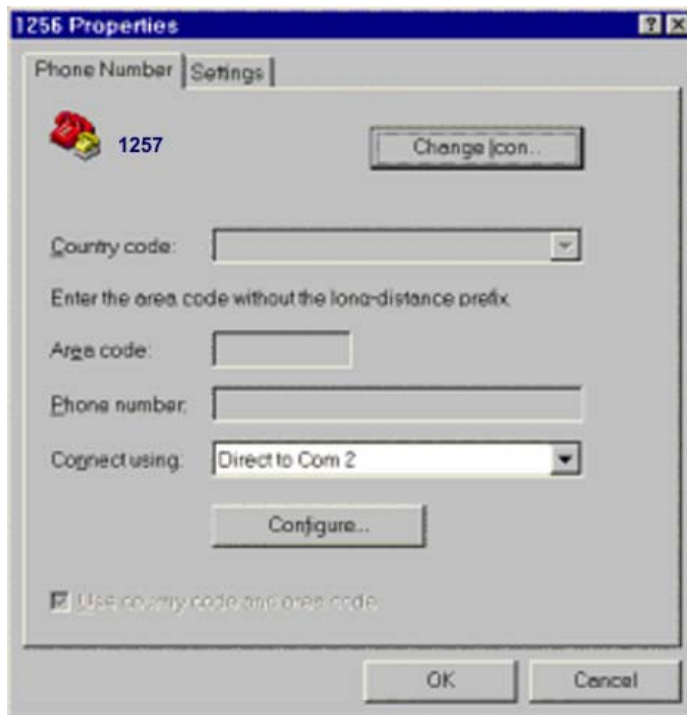 1256 Properties
Phone Number Settings
1257 Change Icon...
Country code:
Enter the area code without the long-distance prefix.
Area code:
Phone number:
Connect using: Direct to Com 2
Configure...
Use country code and area code
OK Cancel